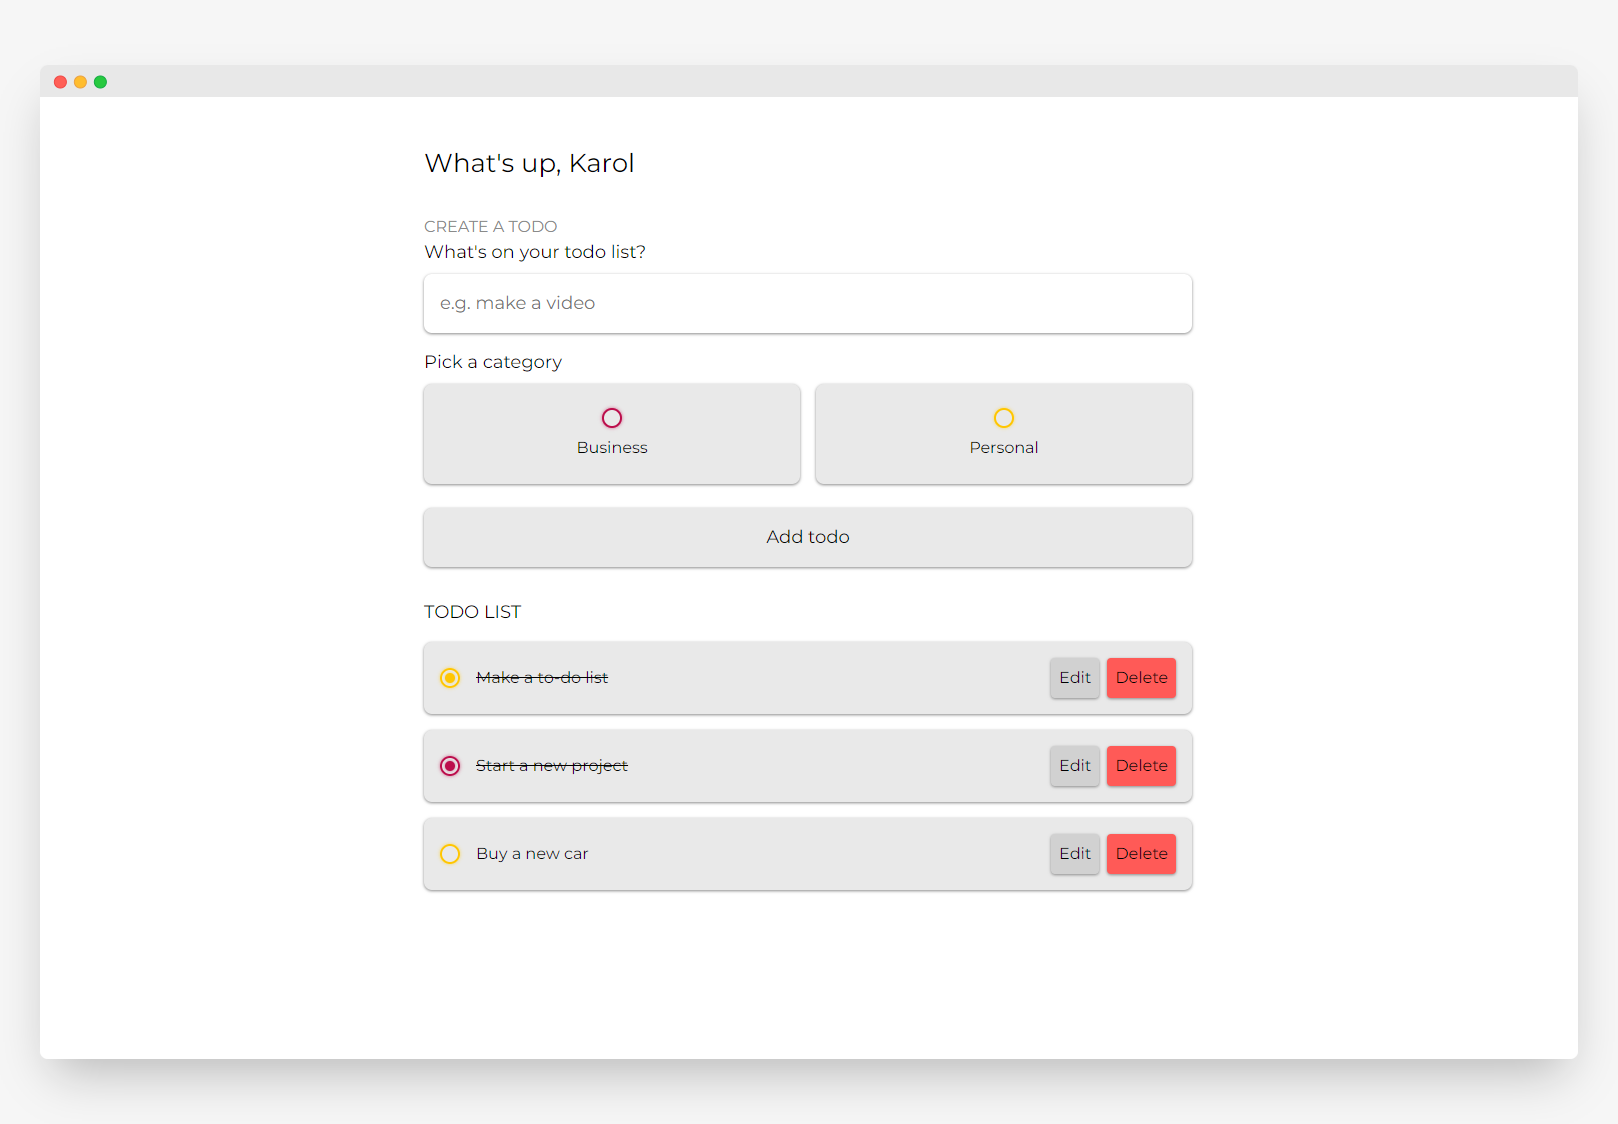 What's up, Karol
CREATE A TODO
What's on your todo list?
e.g. make a video
Pick a category
Business Personal
Add todo
TODO LIST
Make a to-do list Edit Delete
Start a new project Edit Delete
Buy a new car Edit Delete